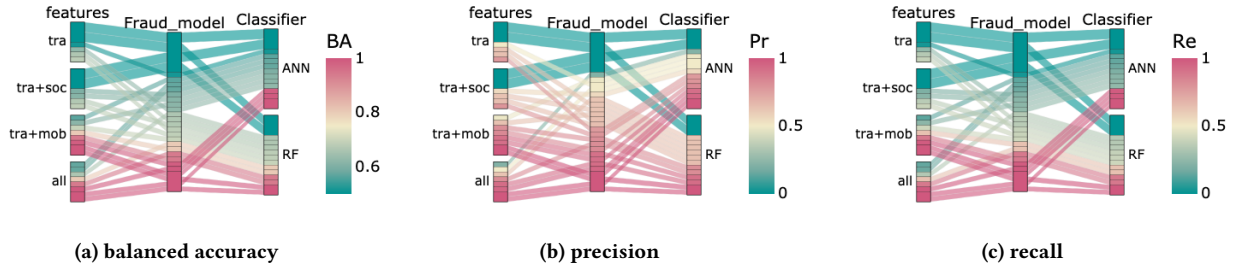 features
Fraud_model
Classifier
tra
tra+soc
tra+mob
all
ANN
RF
BA
1
0.8
0.6
(a) balanced accuracy
features
Fraud_model
Classifier
tra
tra+soc
tra+mob
all
ANN
RF
Pr
1
0.5
0
(b) precision
features
Fraud_model
Classifier
tra
tra+soc
tra+mob
all
ANN
RF
Re
1
0.5
0
(c) recall